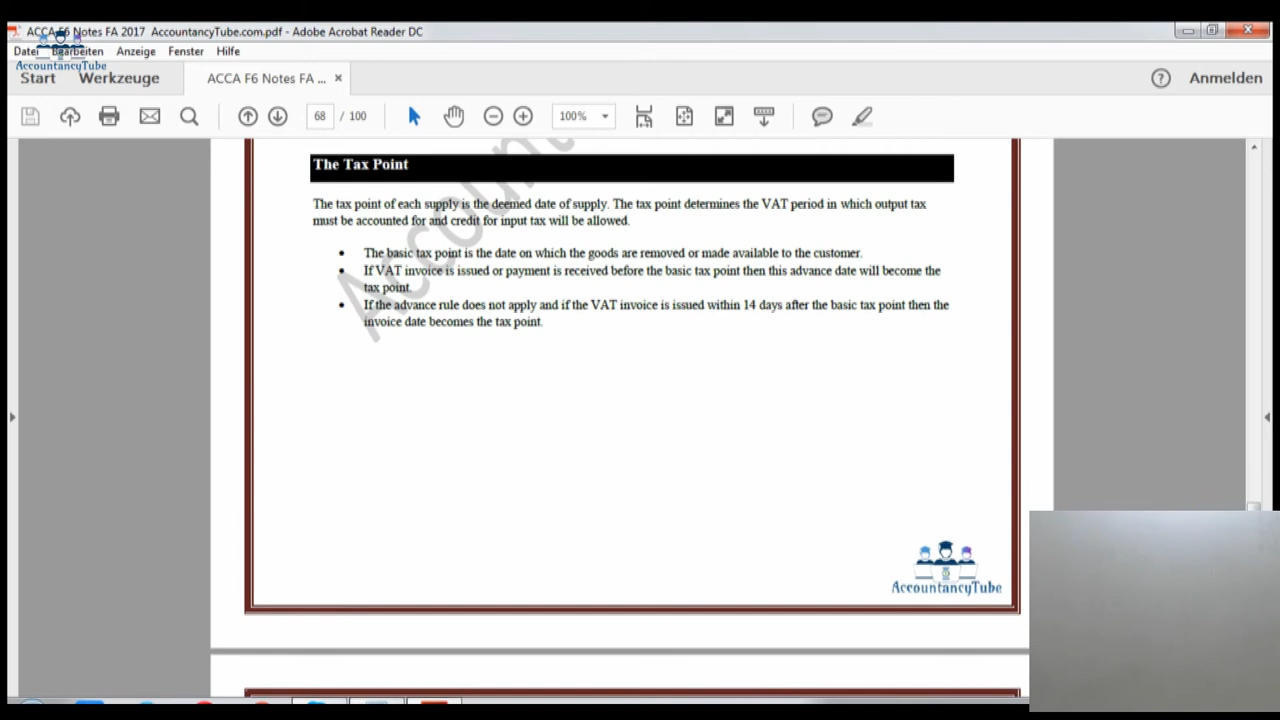 ACCA F6 Notes FA 2017 AccountancyTube.com.pdf - Adobe Acrobat Reader DC
Datei Bearbeiten Anzeige Fenster Hilfe
AccountancyTube
Start Werkzeuge ACCA F6 Notes FA ... × Anmelden
68 / 100 100%
The Tax Point
The tax point of each supply is the deemed date of supply. The tax point determines the VAT period in which output tax
must be accounted for and credit for input tax will be allowed.
• The basic tax point is the date on which the goods are removed or made available to the customer.
• If VAT invoice is issued or payment is received before the basic tax point then this advance date will become the
tax point.
• If the advance rule does not apply and if the VAT invoice is issued within 14 days after the basic tax point then the
invoice date becomes the tax point.
Account
AccountancyTube